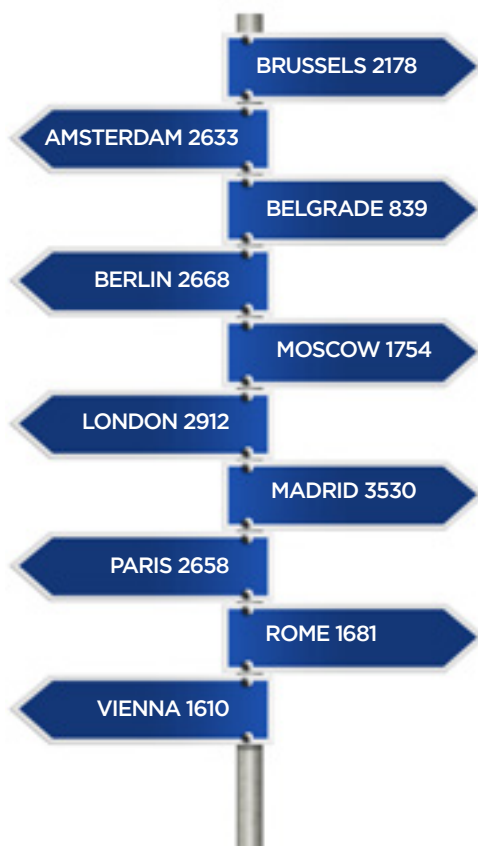 BRUSSELS 2178
AMSTERDAM 2633
BELGRADE 839
BERLIN 2668
MOSCOW 1754
LONDON 2912
MADRID 3530
PARIS 2658
ROME 1681
VIENNA 1610